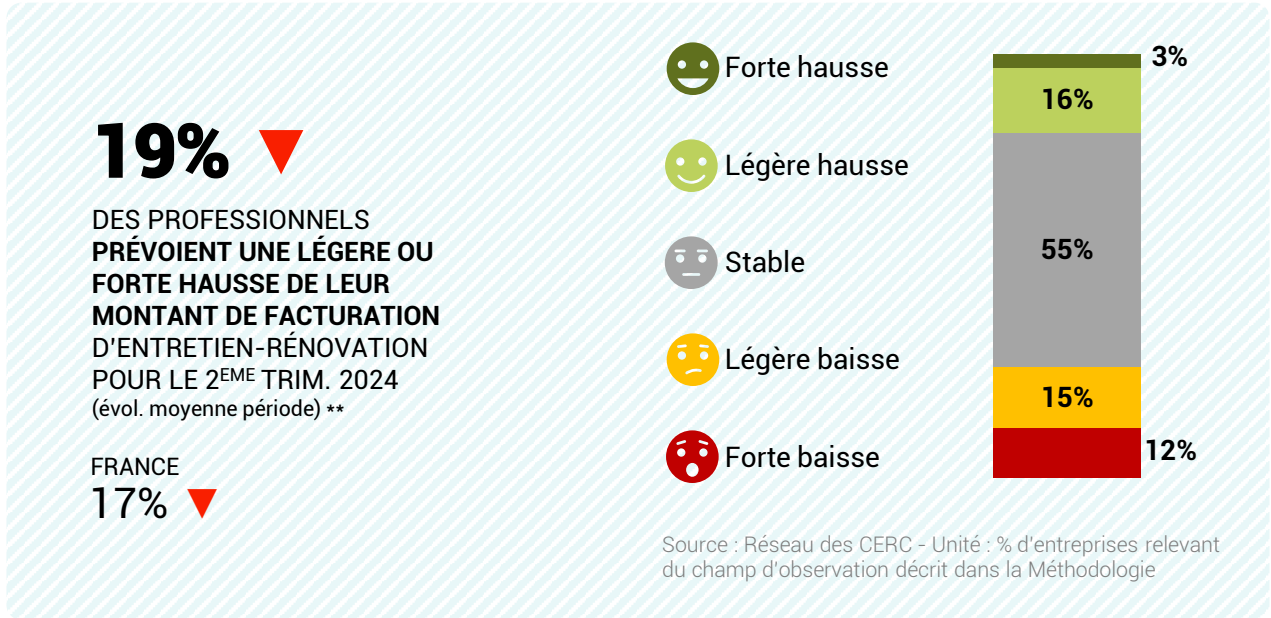 19%
DES PROFESSIONNELS
PRÉVOIENT UNE LÉGERE OU
FORTE HAUSSE DE LEUR
MONTANT DE FACTURATION
D'ENTRETIEN-RÉNOVATION
POUR LE 2EME TRIM. 2024
(évol. moyenne période) **
FRANCE
17%
Forte hausse
Légère hausse
Stable
Légère baisse
Forte baisse
3%
16%
55%
15%
12%
Source : Réseau des CERC - Unité : % d'entreprises relevant
du champ d'observation décrit dans la Méthodologie